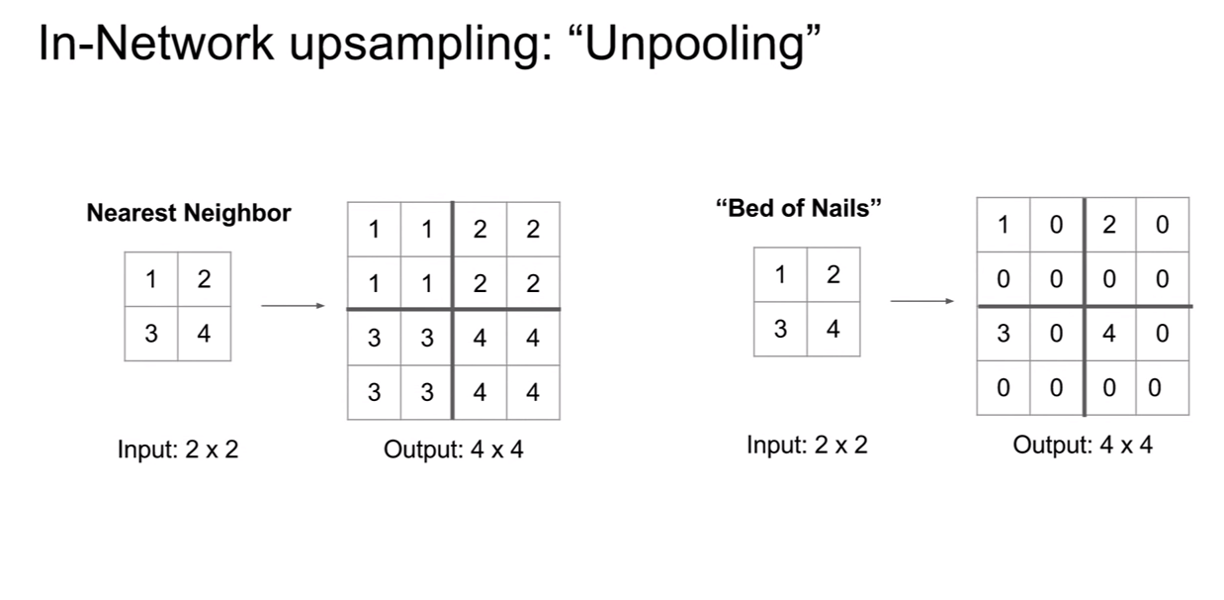 In-Network upsampling: “Unpooling”
Nearest Neighbor
1 2
3 4
Input: 2 x 2
1 1 2 2
1 1 2 2
3 3 4 4
3 3 4 4
Output: 4 x 4
“Bed of Nails”
1 2
3 4
Input: 2 x 2
1 0 2 0
0 0 0 0
3 0 4 0
0 0 0 0
Output: 4 x 4